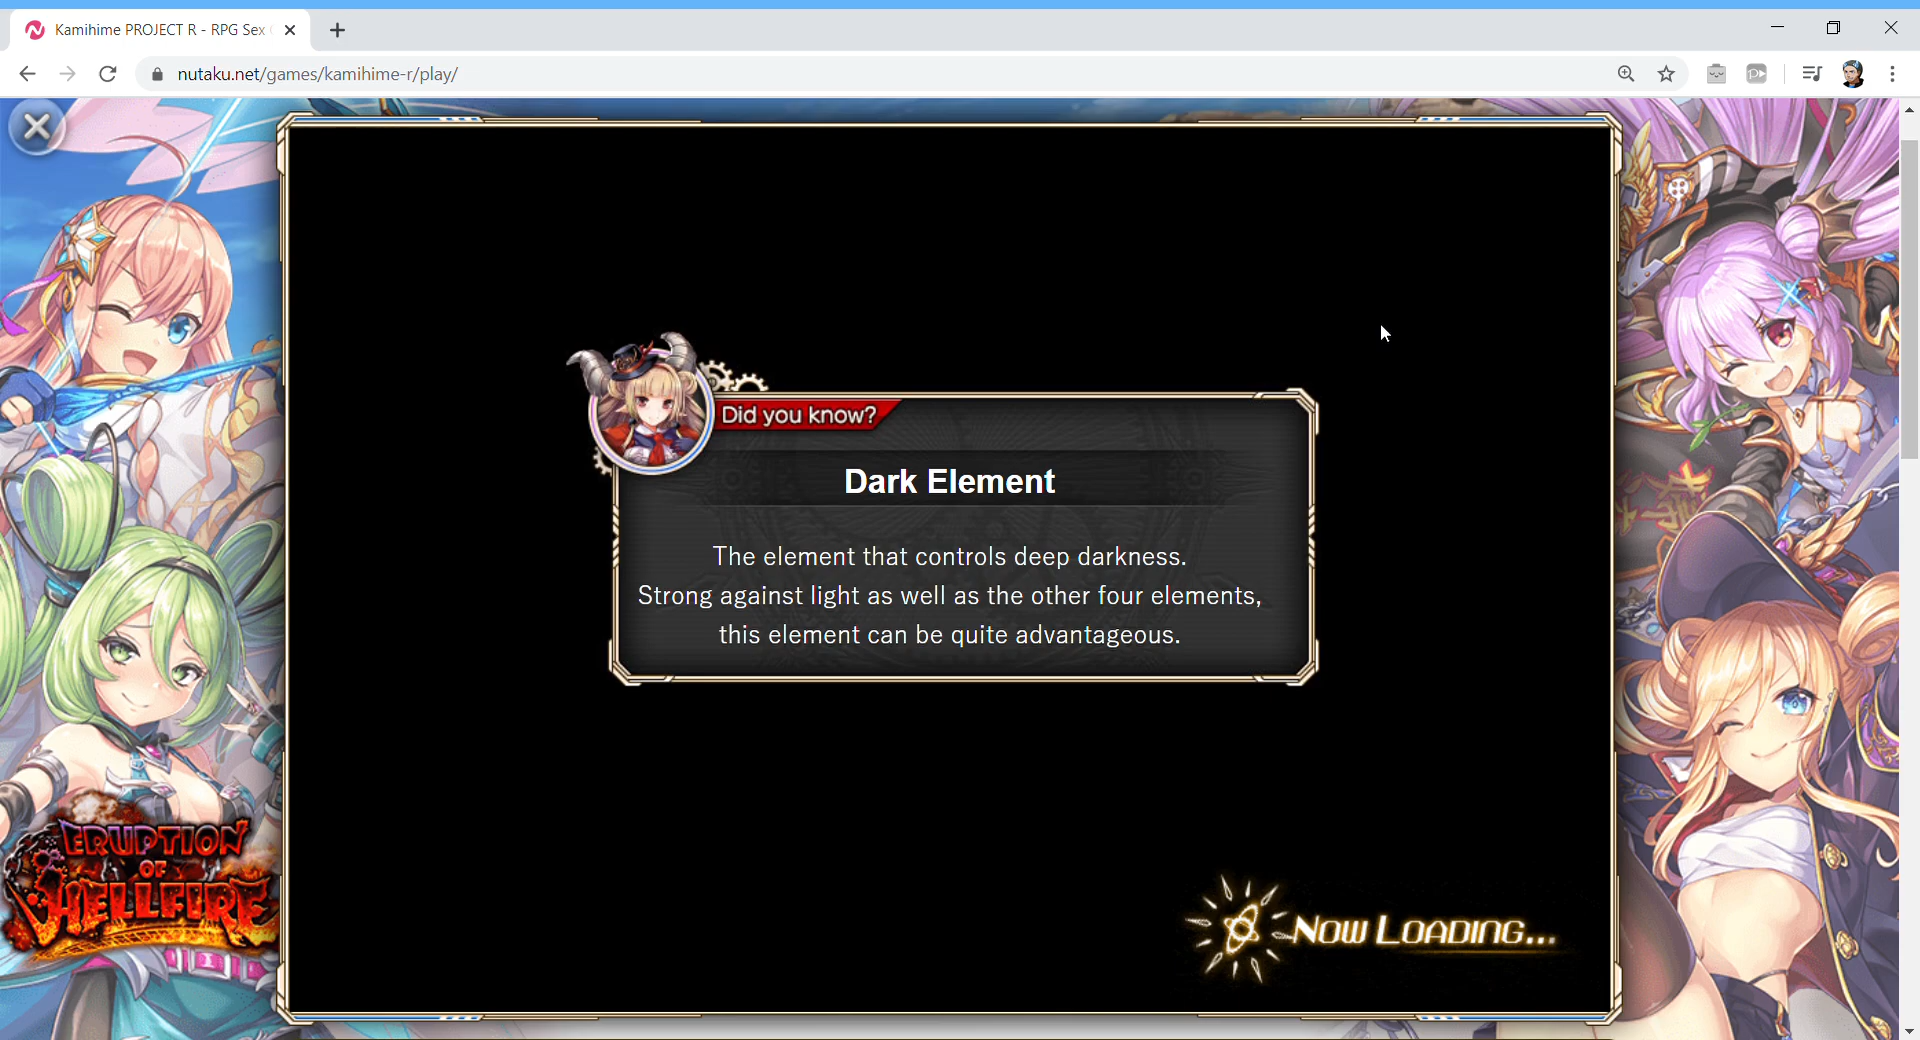 Kamihime PROJECT R - RPG Sex
nutaku.net/games/kamihime-r/play/
Did you know?
Dark Element
The element that controls deep darkness.
Strong against light as well as the other four elements,
this element can be quite advantageous.
ERUPTION
OF
HELLFIRE
NOW LOADING...